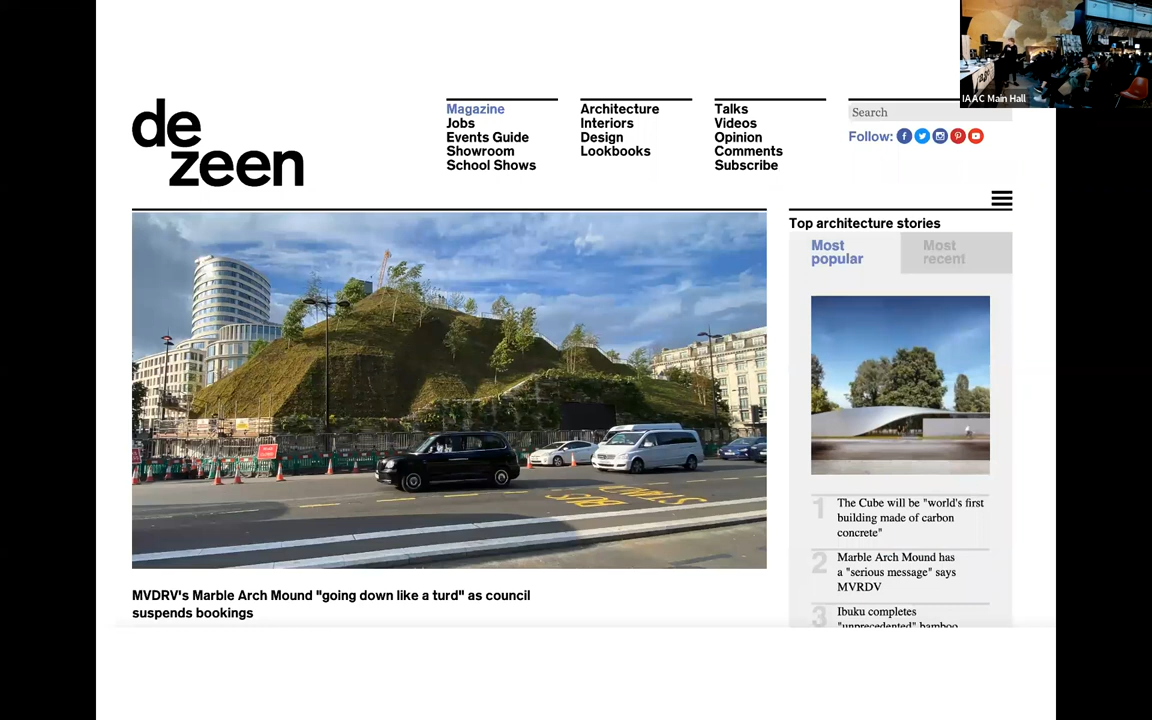 IAAC Main Hall
de
zeen
Magazine
Jobs
Events Guide
Showroom
School Shows
Architecture
Interiors
Design
Lookbooks
Talks
Videos
Opinion
Comments
Subscribe
Search
Follow:
Top architecture stories
Most
popular
Most
recent
MVDRV's Marble Arch Mound "going down like a turd" as council
suspends bookings
1
The Cube will be "world's first
building made of carbon
concrete"
2
Marble Arch Mound has
a "serious message" says
MVRDV
3
Ibuku completes
"unprecedented" bamboo